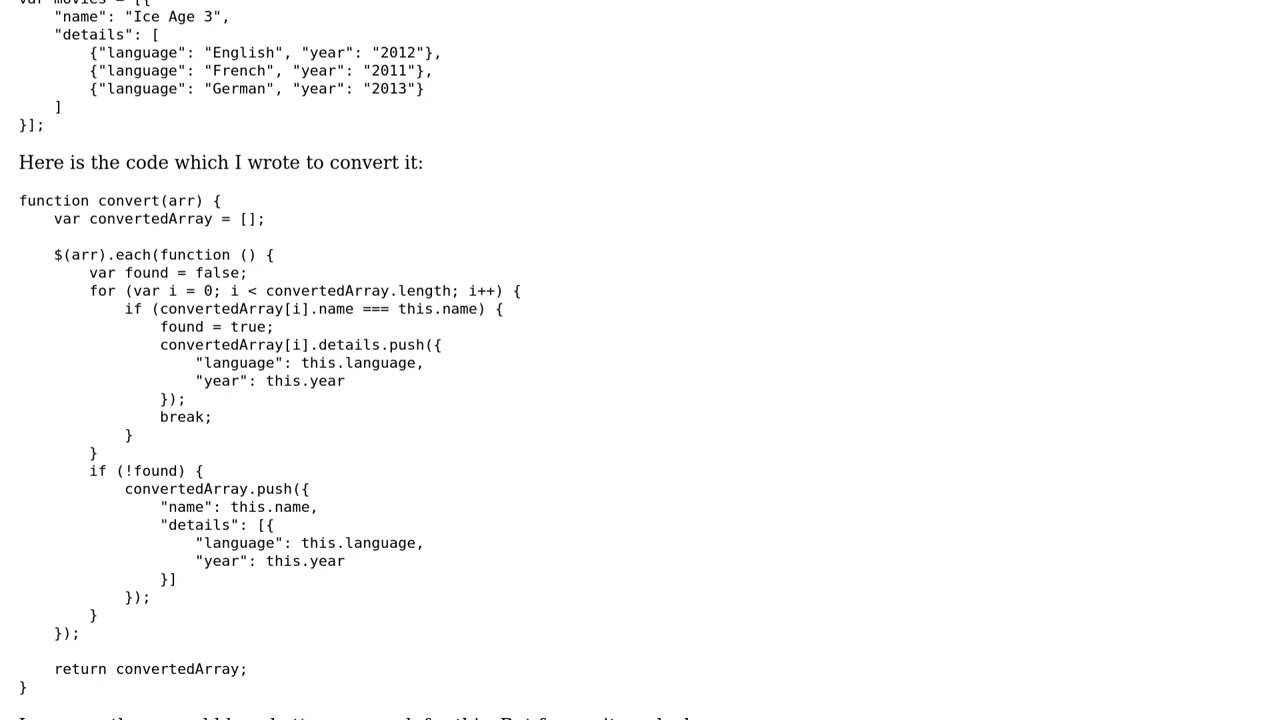 "name": "Ice Age 3",
"details": [
{"language": "English", "year": "2012"},
{"language": "French", "year": "2011"},
{"language": "German", "year": "2013"}
]
}];
Here is the code which I wrote to convert it:
function convert(arr) {
var convertedArray = [];
$(arr).each(function () {
var found = false;
for (var i = 0; i < convertedArray.length; i++) {
if (convertedArray[i].name === this.name) {
found = true;
convertedArray[i].details.push({
"language": this.language,
"year": this.year
});
break;
}
}
if (!found) {
convertedArray.push({
"name": this.name,
"details": [{
"language": this.language,
"year": this.year
}]
});
}
});
return convertedArray;
}